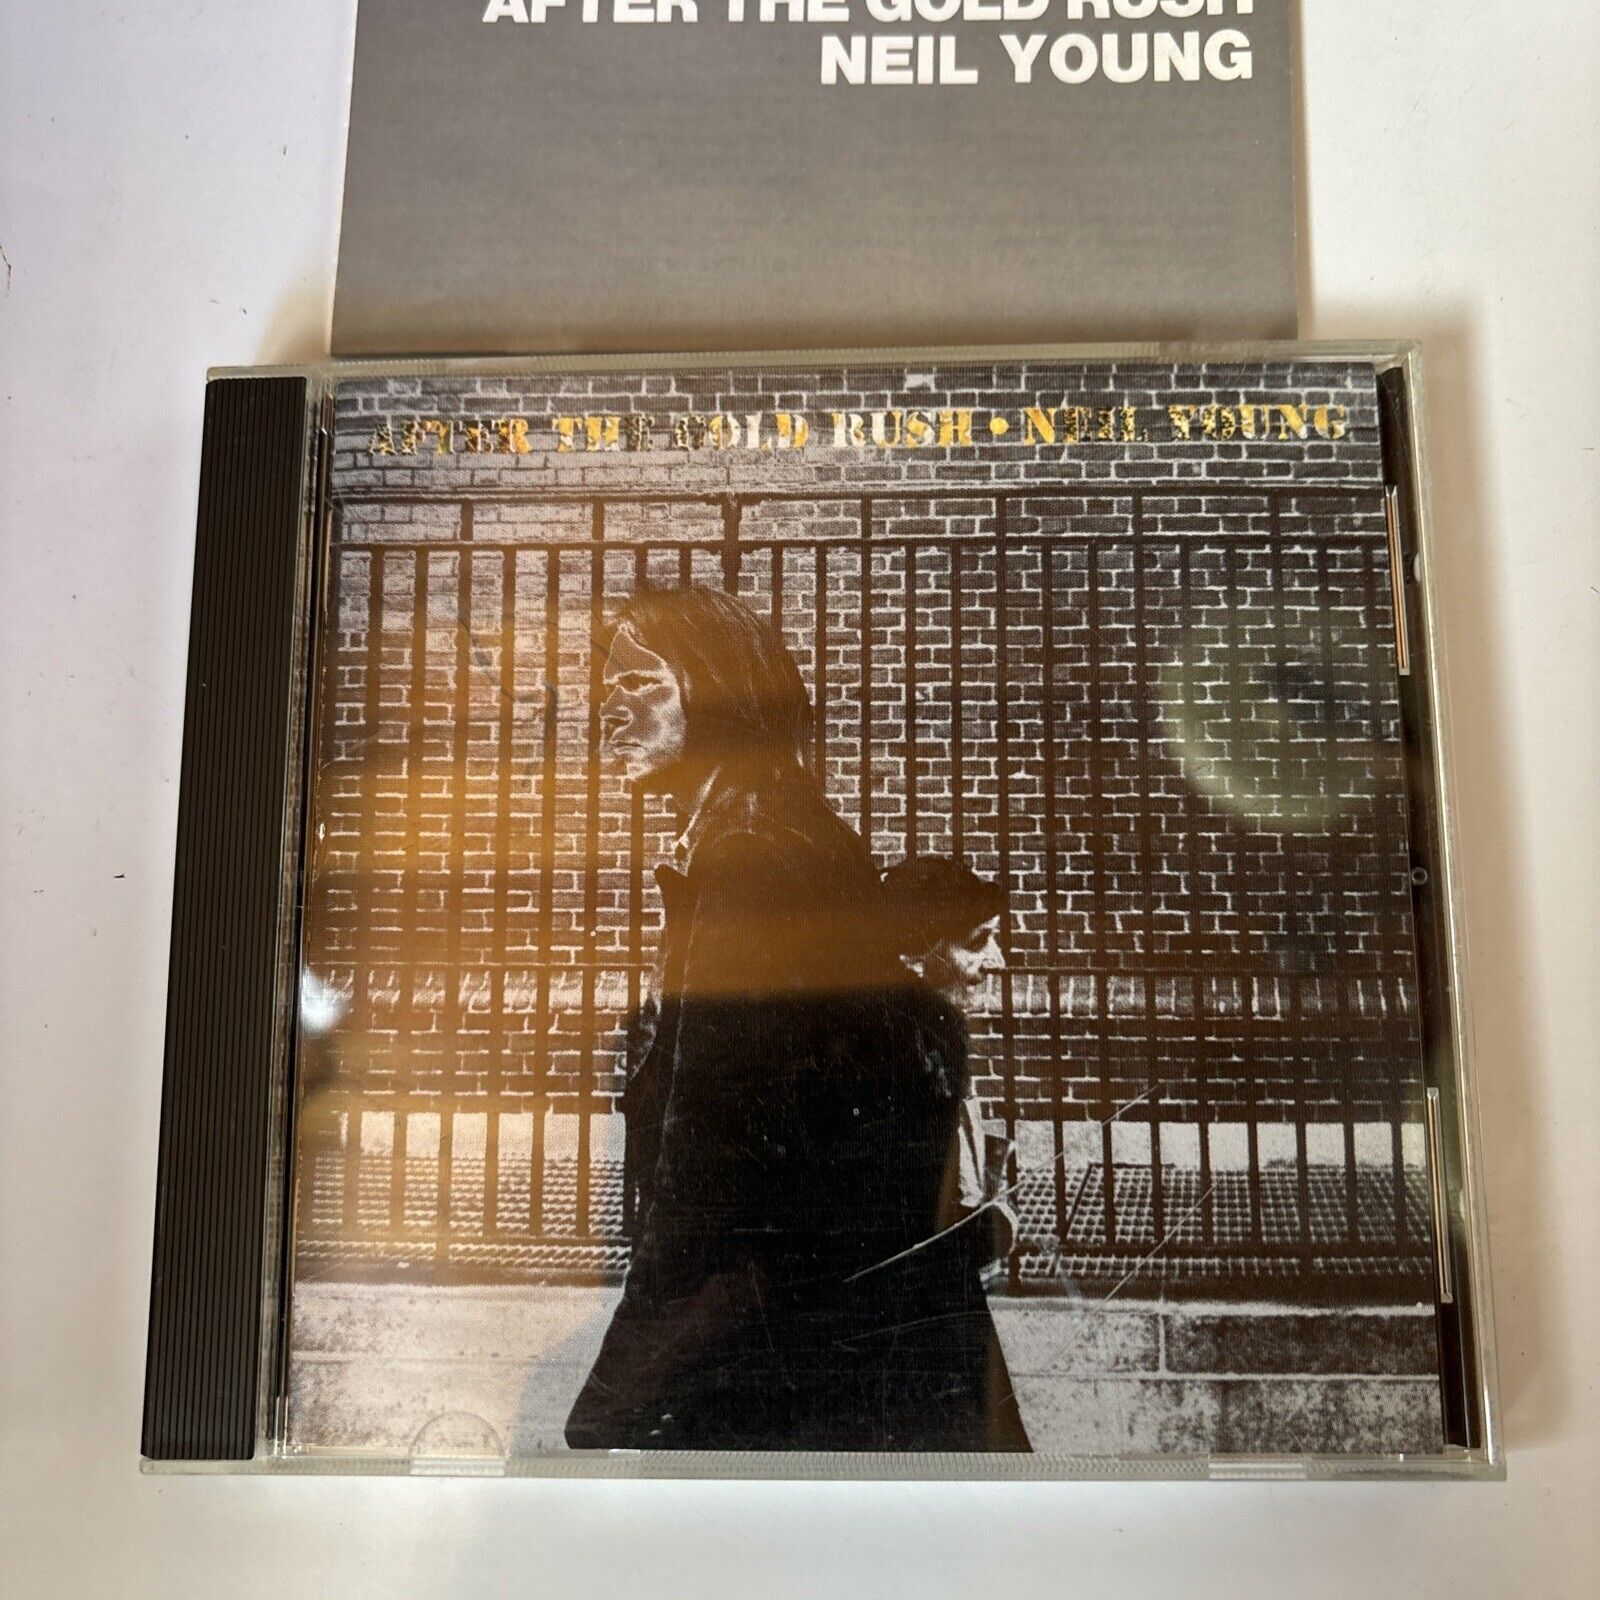 AFTER THE GOLD RUSH
NEIL YOUNG
AFTER THE GOLD RUSH • NEIL YOUNG